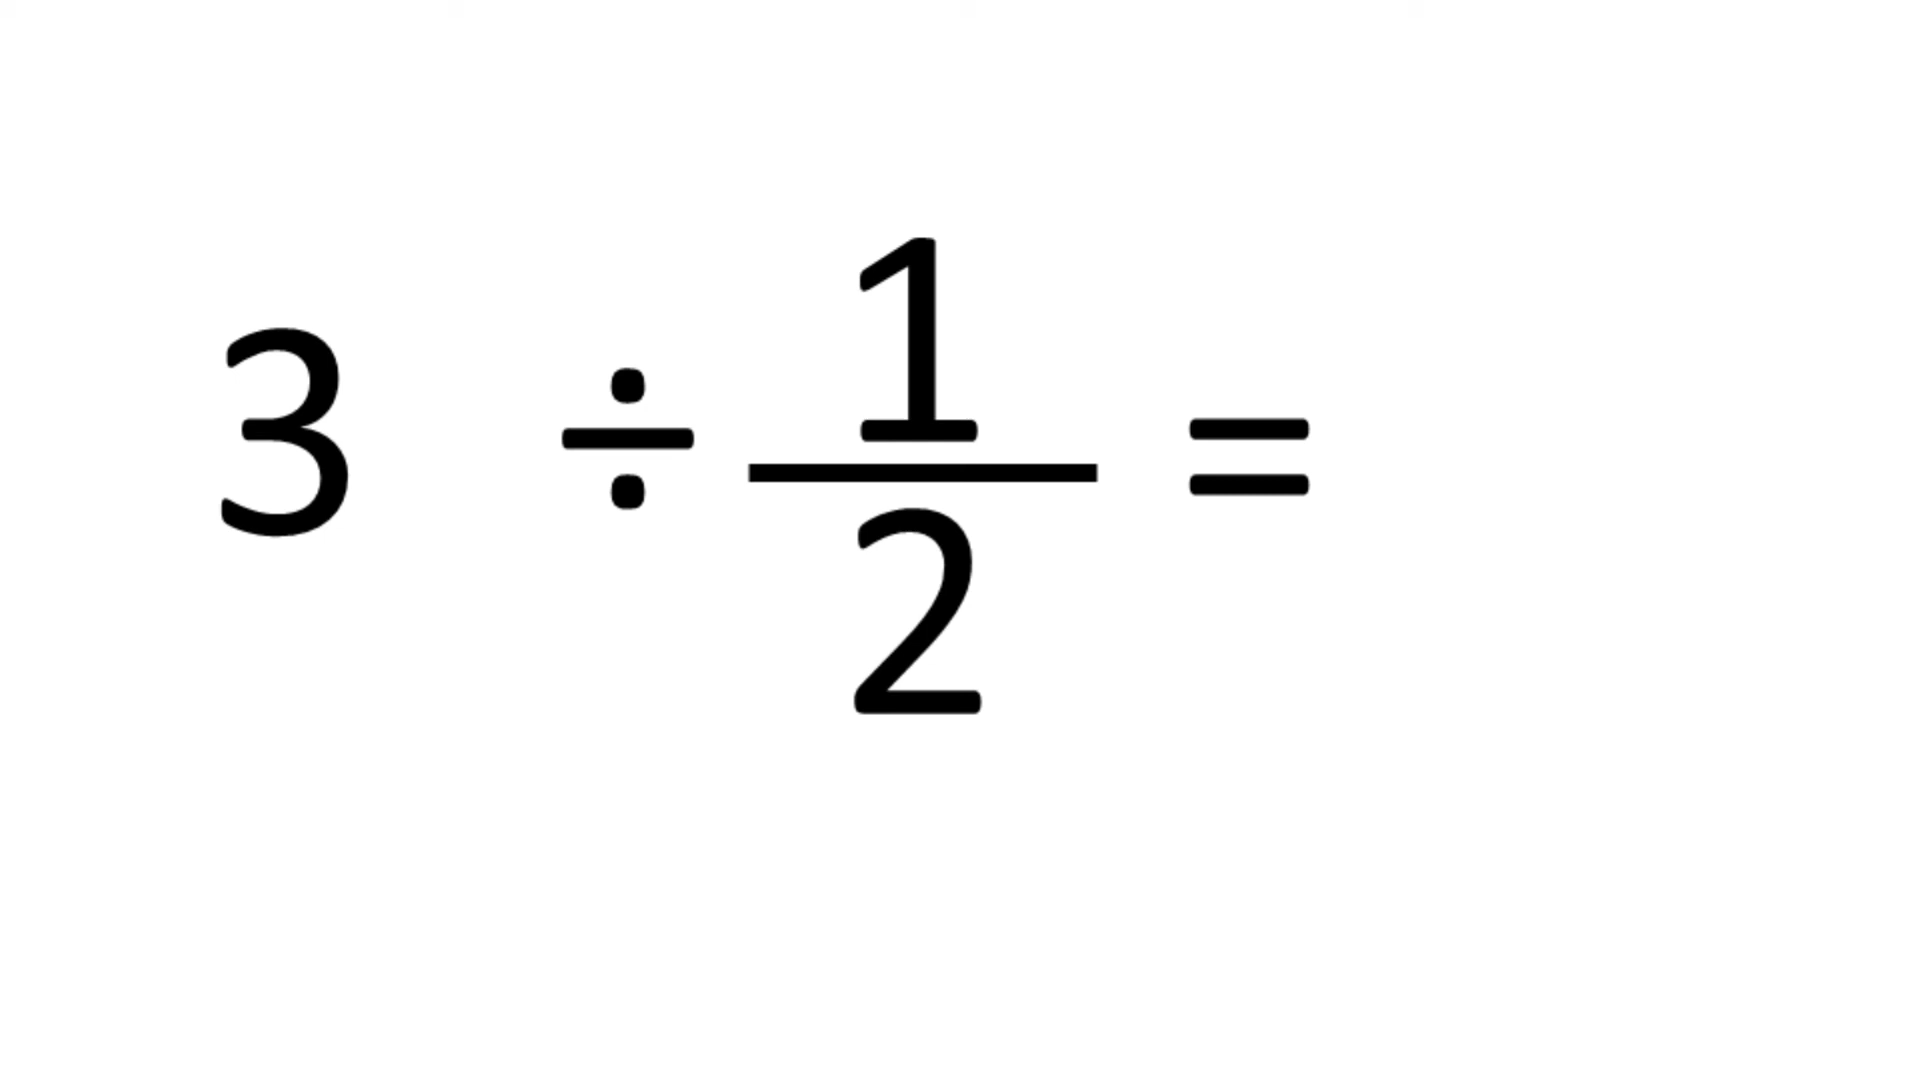 3 ÷ 1/2 =